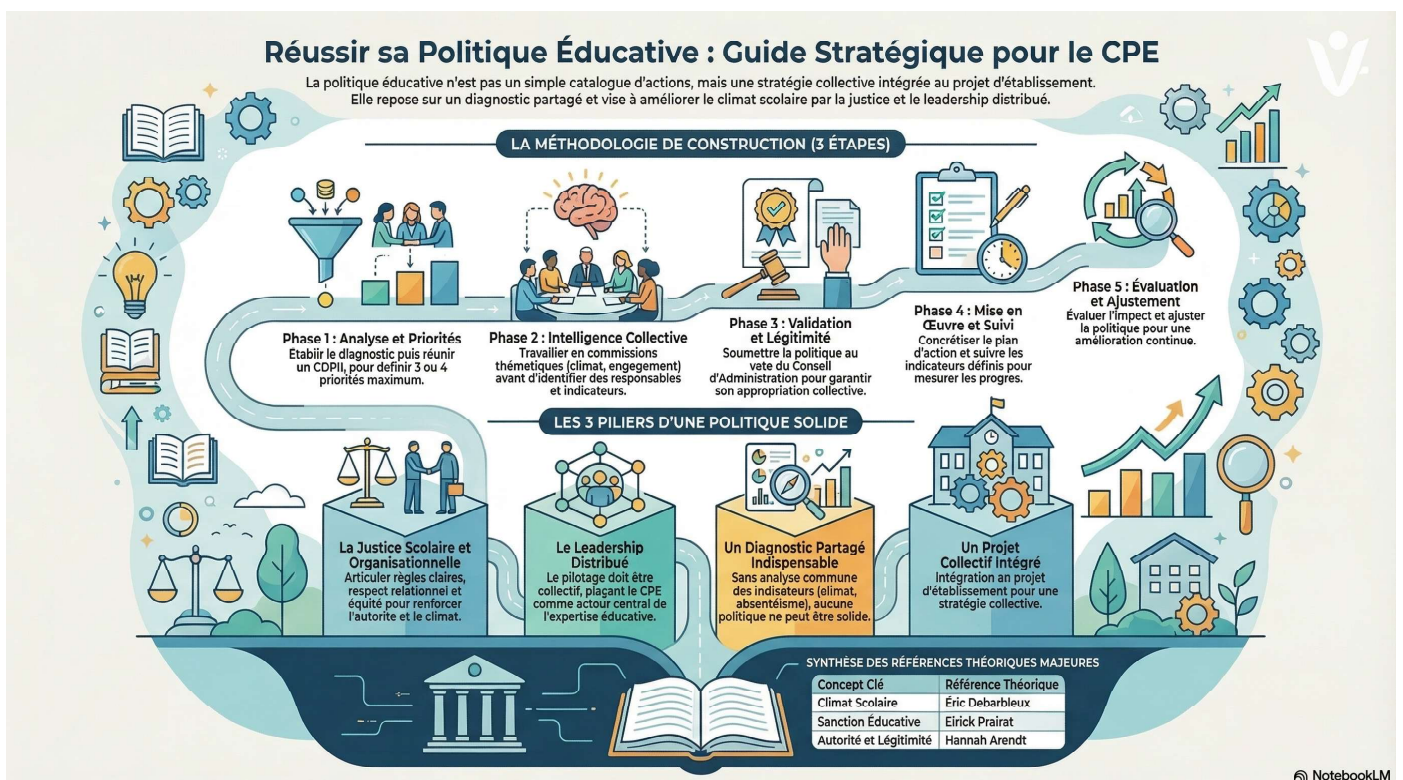 Réussir sa Politique Éducative : Guide Stratégique pour le CPE
La politique éducative n'est pas un simple catalogue d'actions, mais une stratégie collective intégrée au projet d'établissement.
Elle repose sur un diagnostic partagé et vise à améliorer le climat scolaire par la justice et le leadership distribué.
LA MÉTHODOLOGIE DE CONSTRUCTION (3 ÉTAPES)
Phase 1 : Analyse et Priorités
Étabiir le dlagnostic puis réunir
un CDPII, pour definir 3 ou 4
priorités maximum.
Phase 2 : Intelligence Collective
Travailier en commissions
thémetiques (climat, engagement)
avant d'identifier des responsables
et indicateurs.
Phase 3 : Validation
et Légitimité
Soumettre la politique au
vate du Conseil
d'Administration pour garantir
son appropriation collective.
Phase 4 : Mise en
Œuvre et Suivi
Concrétiser le plan
d'action et suivre les
indicateurs définis pour
mesurer les progres.
Phase 5 : Évaluation
et Ajustement
Évaluer l'impect et ajuster
la politique pour une
amélioration continue.
LES 3 PILIERS D'UNE POLITIQUE SOLIDE
La Justice Scolaire et
Organisationnelle
Articuler règles claires,
respect relationnel et
équité pour renforcer
l'autorite et le climat.
Le Leadership
Distribué
Le pilotage doit être
collectif, plaçant le CPE
comme actour central de
l'expertise éducative.
Un Diagnostic Partagé
Indispensable
Sans analyse commune
des indisateurs (elimat,
absentéisme), aucune
politique ne peut être solide.
Un Projet
Collectif Intégré
Intégration an projet
d'établissement pour une
stratégie collective.
SYNTHÈSE DES RÉFÉRENCES THÉORIQUES MAJEURES
Concept Clé Référence Théorique
Climat Scolaire Éric Debarbleux
Sanction Éducative Eirick Prairat
Autorité et Légitimité Hannah Arendt
NotebookLM